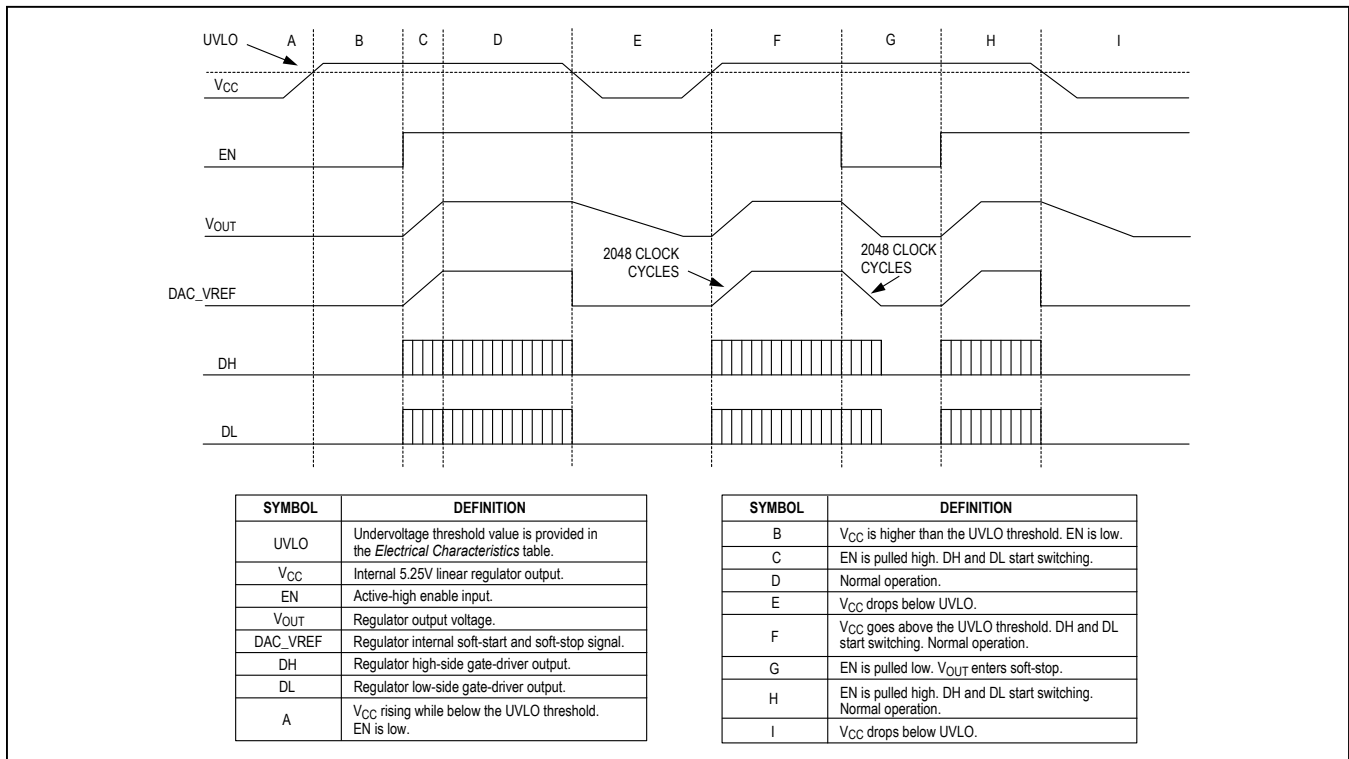 UVLO A B C D E F G H I
VCC
EN
VOUT
2048 CLOCK
CYCLES
2048 CLOCK
CYCLES
DAC_VREF
DH
DL
SYMBOL DEFINITION
UVLO Undervoltage threshold value is provided in
the Electrical Characteristics table.
VCC Internal 5.25V linear regulator output.
EN Active-high enable input.
VOUT Regulator output voltage.
DAC_VREF Regulator internal soft-start and soft-stop signal.
DH Regulator high-side gate-driver output.
DL Regulator low-side gate-driver output.
A VCC rising while below the UVLO threshold.
EN is low.
SYMBOL DEFINITION
B VCC is higher than the UVLO threshold. EN is low.
C EN is pulled high. DH and DL start switching.
D Normal operation.
E VCC drops below UVLO.
F VCC goes above the UVLO threshold. DH and DL
start switching. Normal operation.
G EN is pulled low. VOUT enters soft-stop.
H EN is pulled high. DH and DL start switching.
Normal operation.
I VCC drops below UVLO.